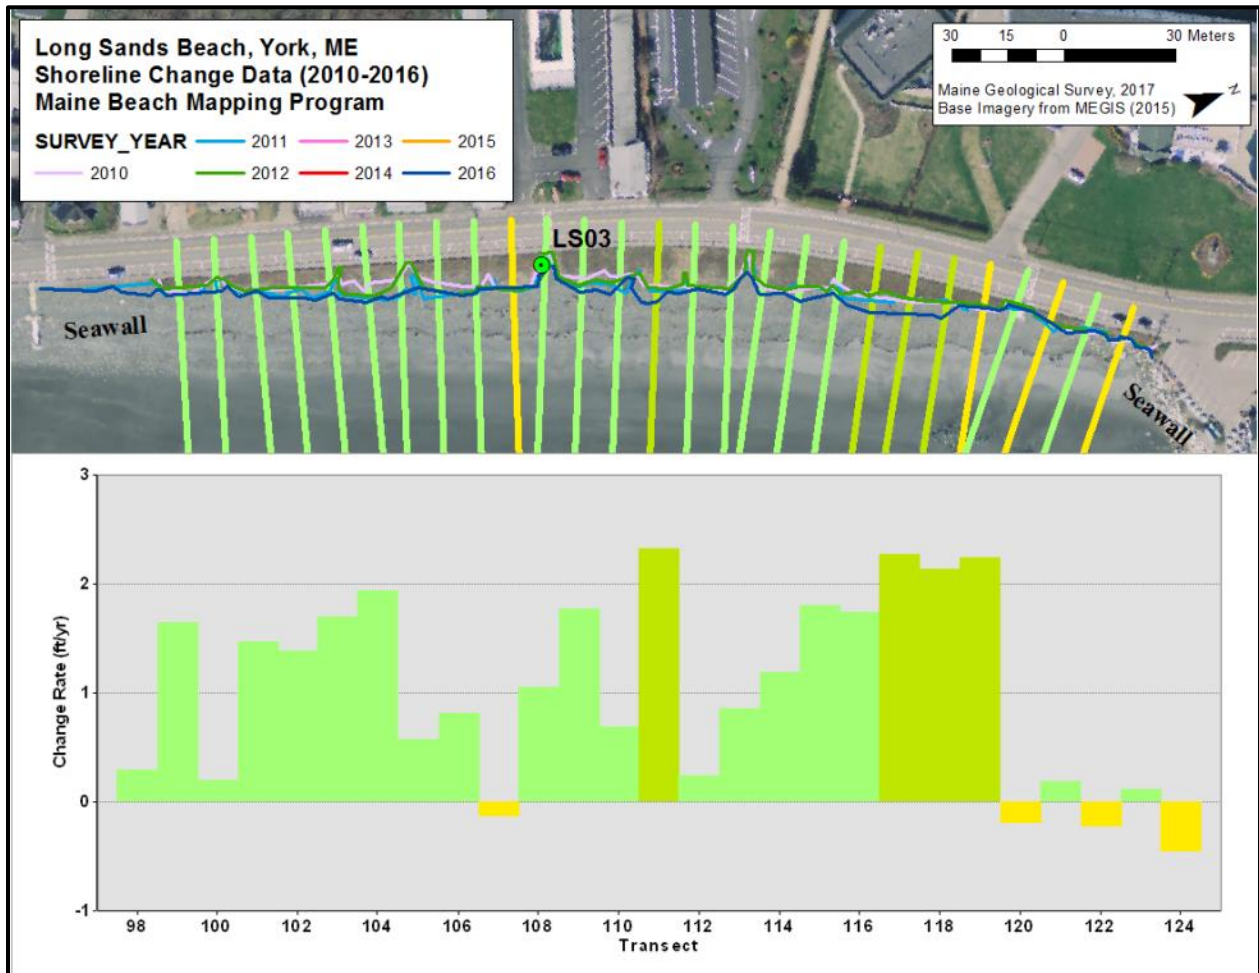 Long Sands Beach, York, ME
Shoreline Change Data (2010-2016)
Maine Beach Mapping Program
SURVEY_YEAR
2011
2013
2015
2010
2012
2014
2016
30 15 0 30 Meters
Maine Geological Survey, 2017
Base Imagery from MEGIS (2015)
N
LS03
Seawall
Seawall
3
2
1
0
-1
Change Rate (ft/yr)
98 100 102 104 106 108 110 112 114 116 118 120 122 124
Transect